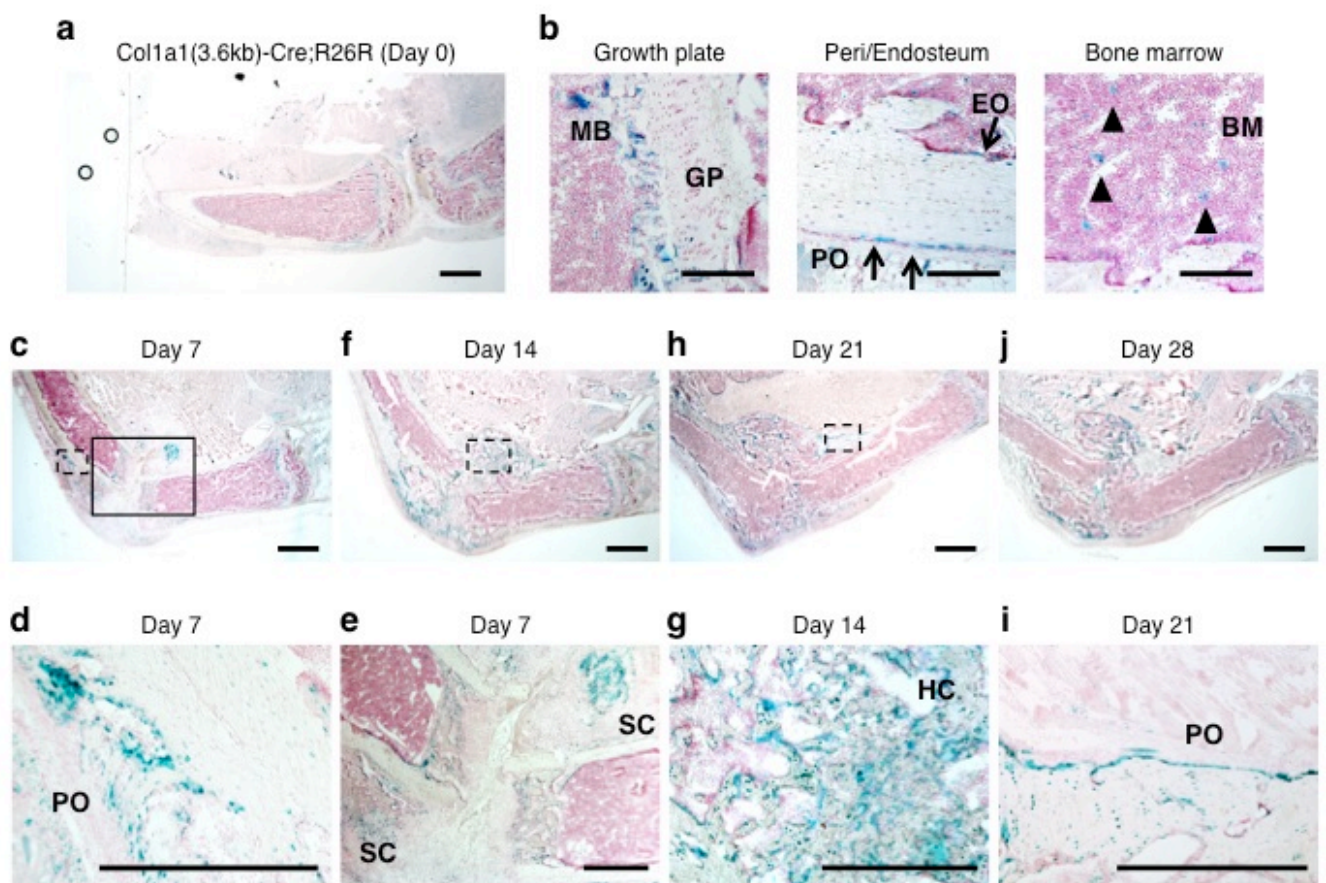 a
Col1a1(3.6kb)-Cre;R26R (Day 0)
b
Growth plate
Peri/Endosteum
Bone marrow
MB
GP
EO
PO
BM
c
Day 7
f
Day 14
h
Day 21
j
Day 28
d
Day 7
e
Day 7
g
Day 14
i
Day 21
PO
SC
SC
HC
PO